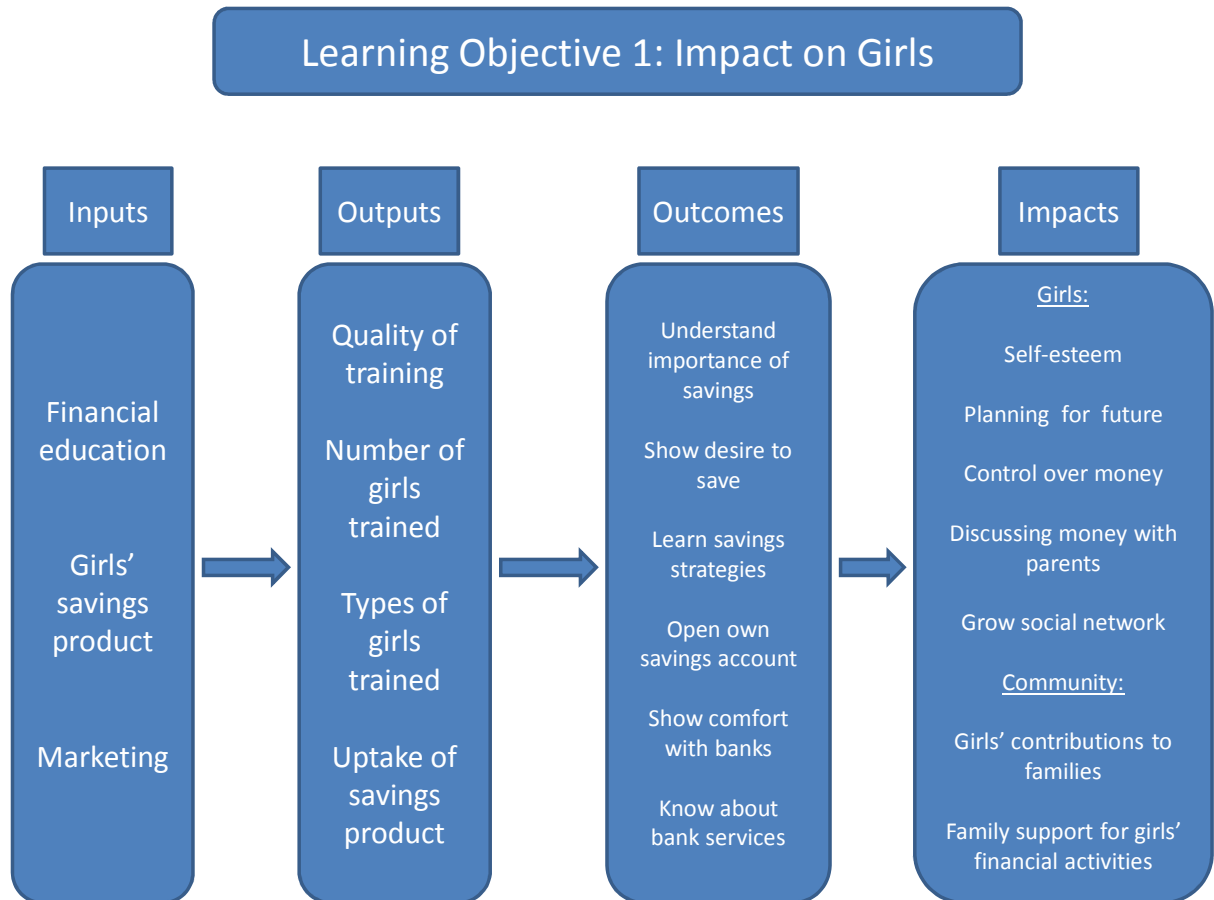 Learning Objective 1: Impact on Girls
Inputs
Financial
education
Girls’
savings
product
Marketing
Outputs
Quality of
training
Number of
girls
trained
Types of
girls
trained
Uptake of
savings
product
Outcomes
Understand
importance of
savings
Show desire to
save
Learn savings
strategies
Open own
savings account
Show comfort
with banks
Know about
bank services
Impacts
Girls:
Self-esteem
Planning for future
Control over money
Discussing money with
parents
Grow social network
Community:
Girls’ contributions to
families
Family support for girls’
financial activities